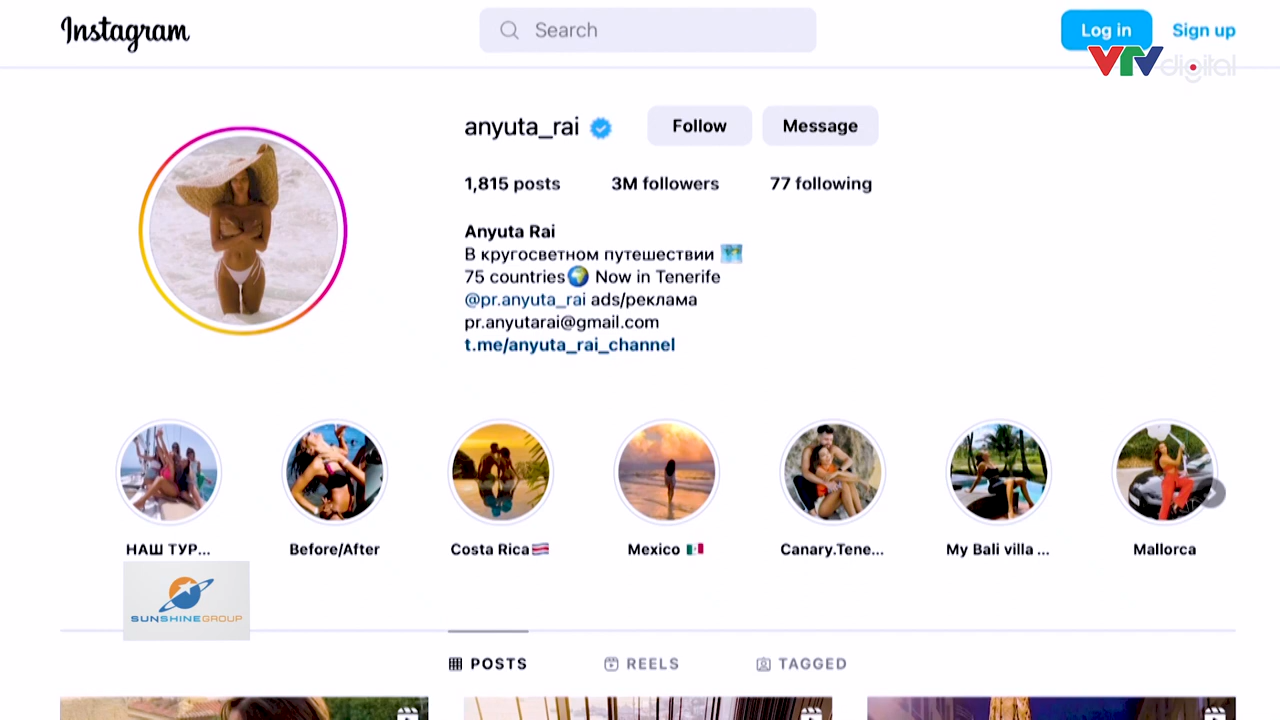 Instagram
Search
Log in
Sign up
VTV digital
anyuta_rai
Follow
Message
1,815 posts
3M followers
77 following
Anyuta Rai
В кругосветном путешествии
75 countries🌍 Now in Tenerife
@pr.anyuta_rai ads/реклама
pr.anyutarai@gmail.com
t.me/anyuta_rai_channel
НАШ ТУР...
Before/After
Costa Rica🇨🇷
Mexico 🇲🇽
Canary.Tene...
My Bali villa ...
Mallorca
SUNSHINEGROUP
POSTS
REELS
TAGGED